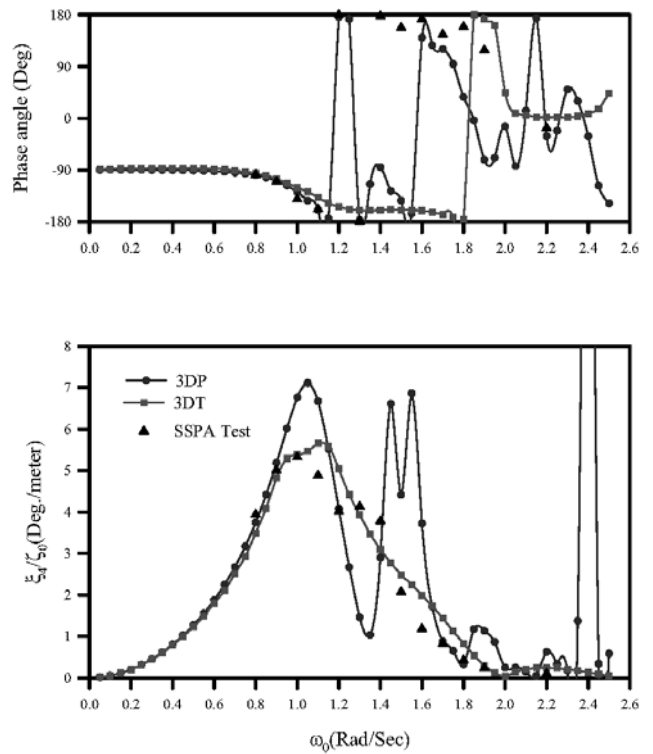 180
90
0
-90
-180
Phase angle (Deg)
0.0 0.2 0.4 0.6 0.8 1.0 1.2 1.4 1.6 1.8 2.0 2.2 2.4 2.6
8
7
6
5
4
3
2
1
0
ξ₄/ζ₀(Deg./meter)
3DP
3DT
SSPA Test
0.0 0.2 0.4 0.6 0.8 1.0 1.2 1.4 1.6 1.8 2.0 2.2 2.4 2.6
ω₀(Rad/Sec)